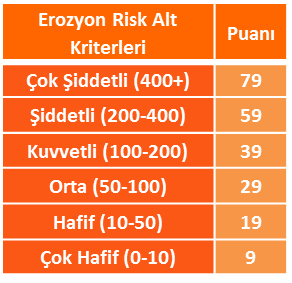 Erozyon Risk Alt
Kriterleri
Puanı
Çok Şiddetli (400+) 79
Şiddetli (200-400) 59
Kuvvetli (100-200) 39
Orta (50-100) 29
Hafif (10-50) 19
Çok Hafif (0-10) 9